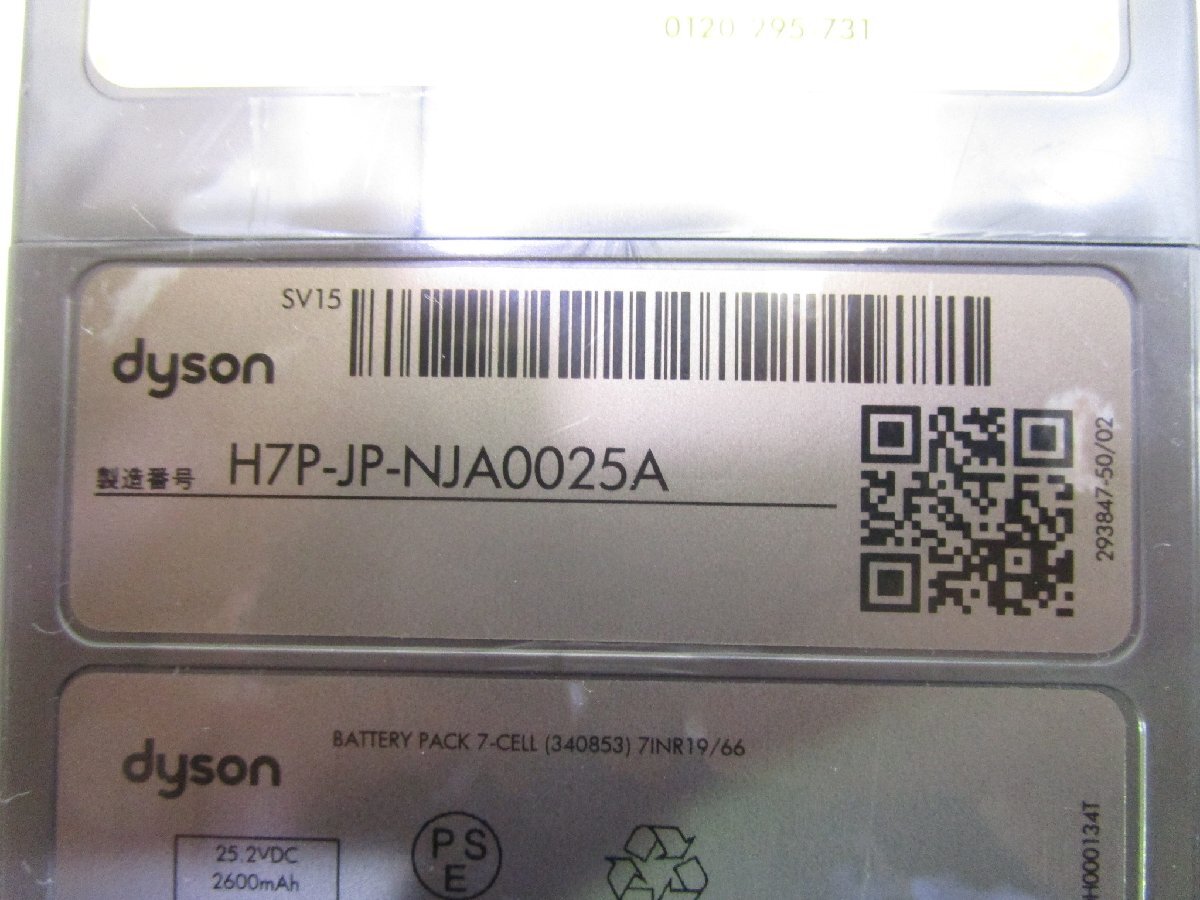 0120 295 731
SV15
dyson
製造番号 H7P-JP-NJA0025A
293847-50/02
dyson
BATTERY PACK 7-CELL (340853) 7INR19/66
25.2VDC
2600mAh
PSE
H000134T